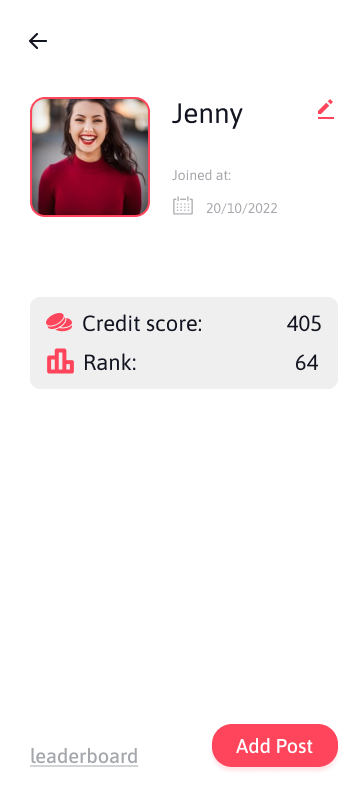 Jenny
Joined at:
20/10/2022
Credit score: 405
Rank: 64
leaderboard
Add Post